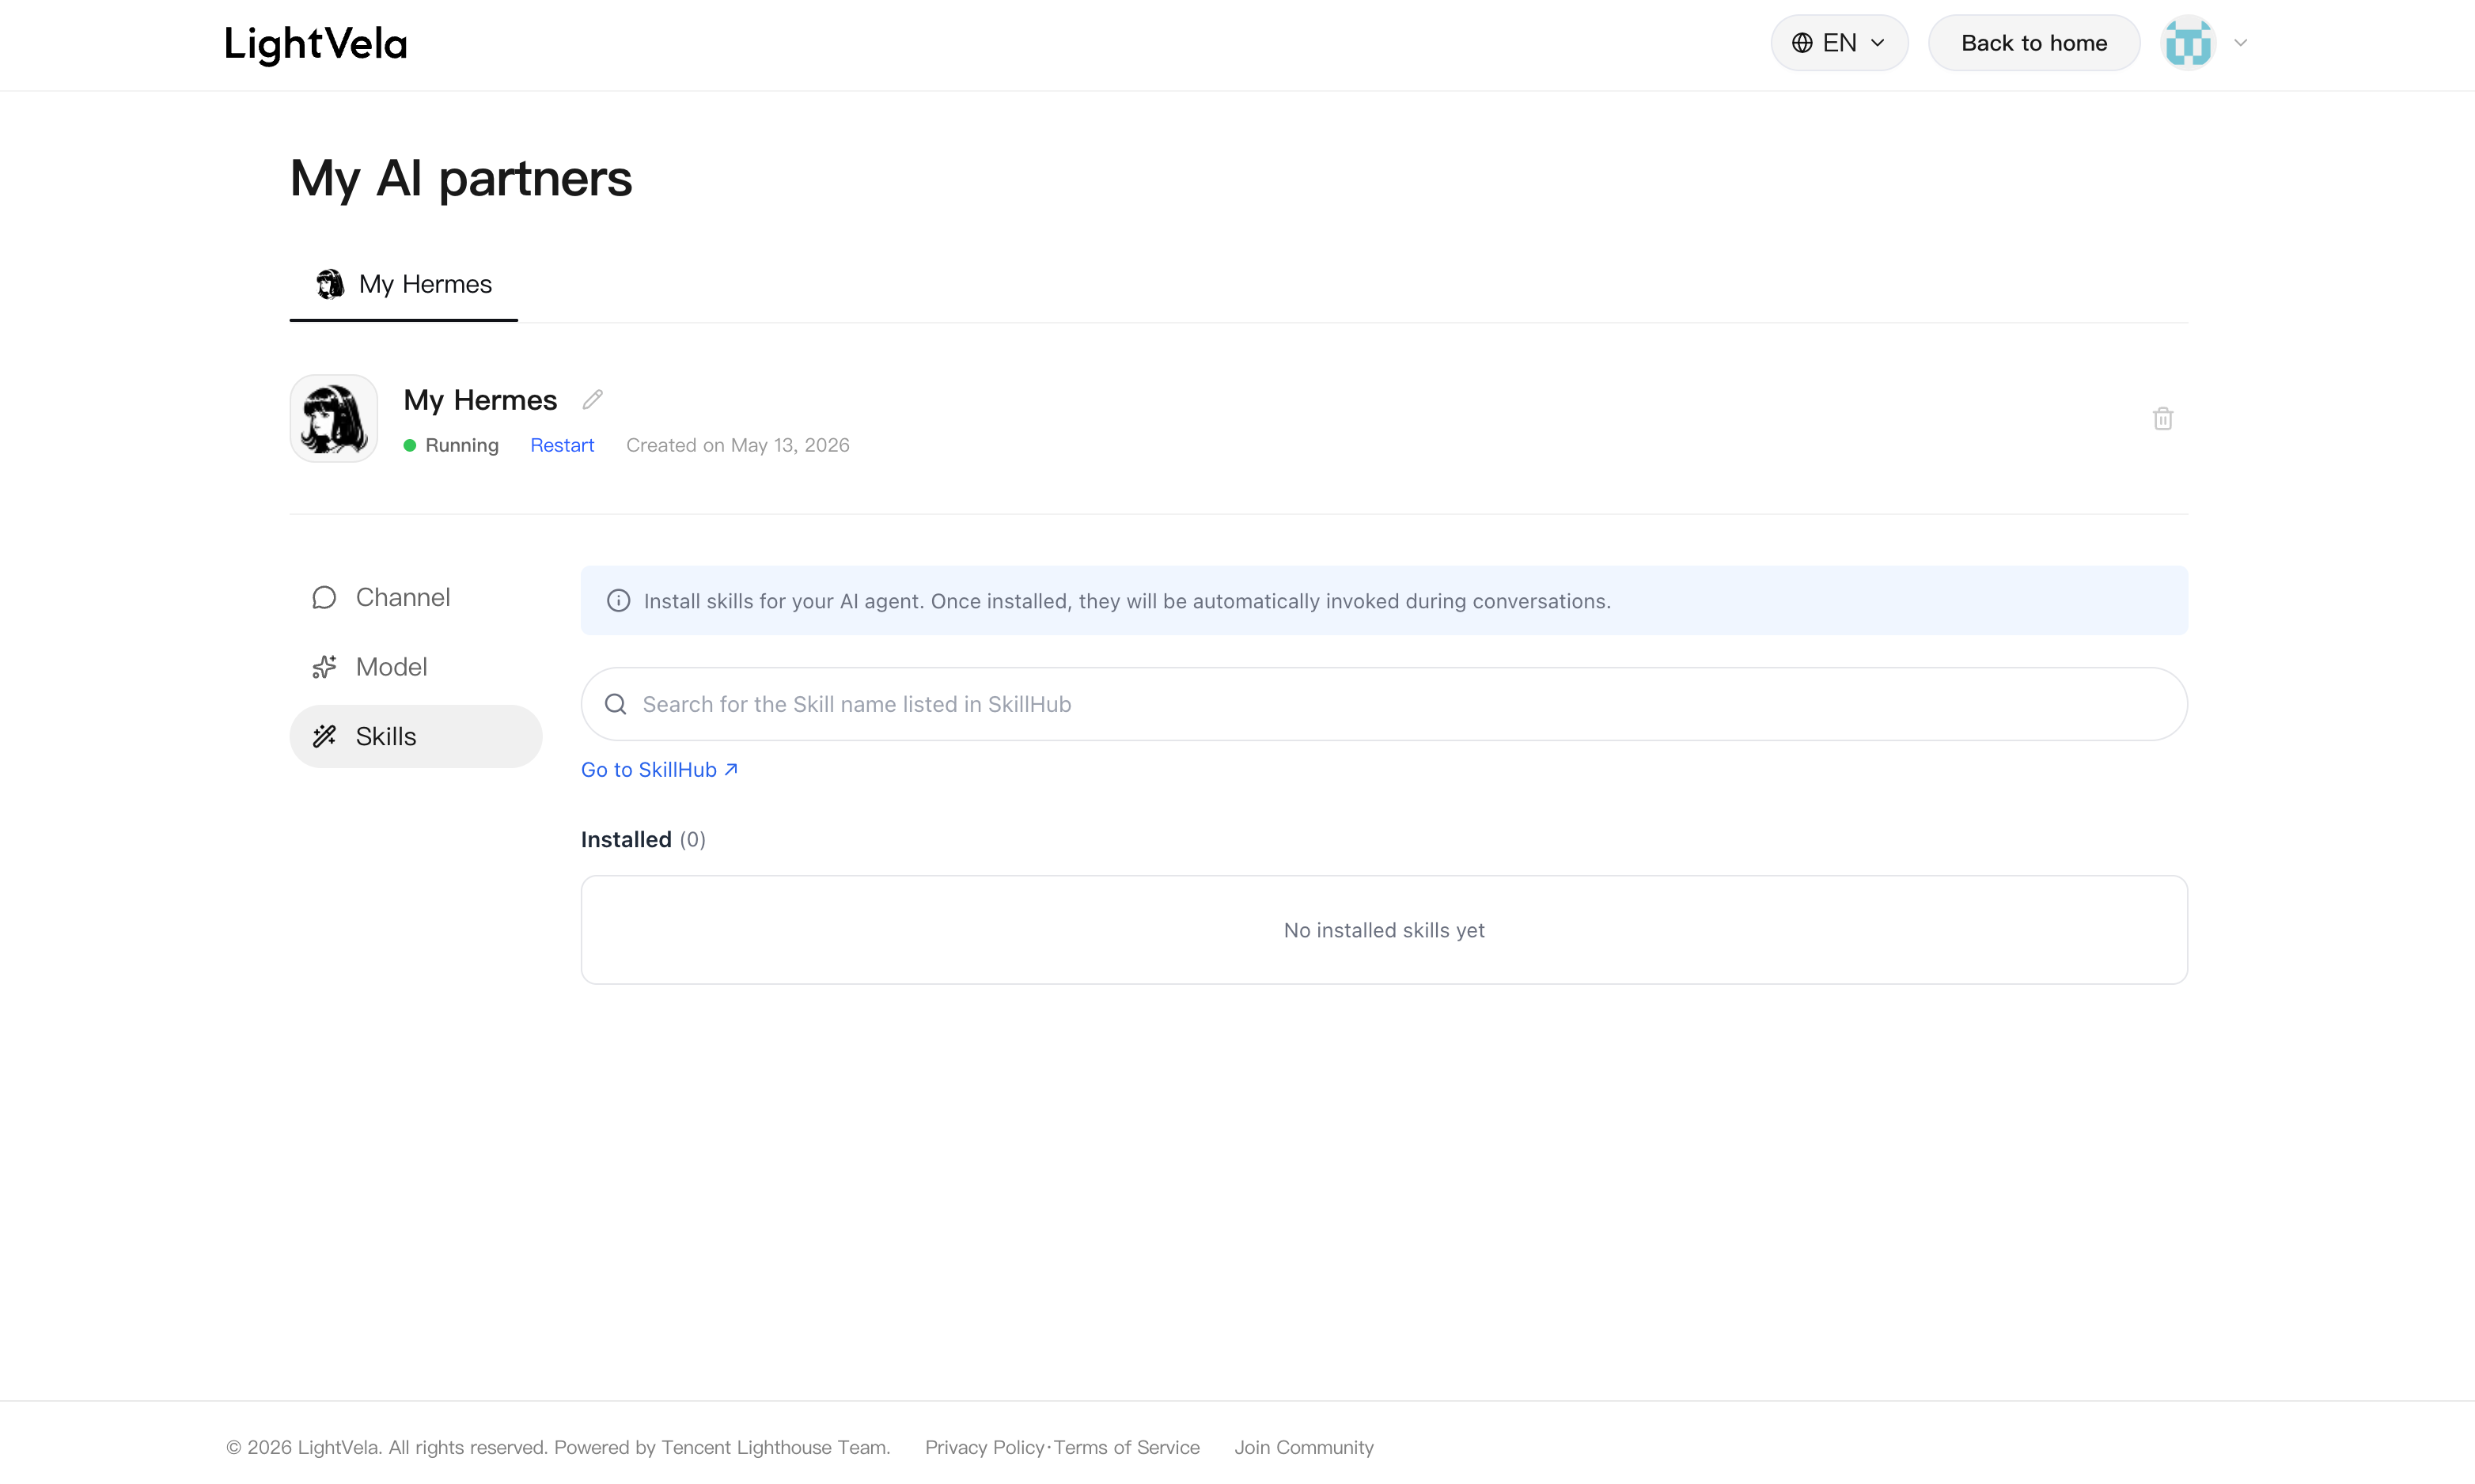 LightVela
EN
Back to home
My AI partners
My Hermes
My Hermes
Running Restart Created on May 13, 2026
Channel
Model
Skills
Install skills for your AI agent. Once installed, they will be automatically invoked during conversations.
Search for the Skill name listed in SkillHub
Go to SkillHub
Installed (0)
No installed skills yet
© 2026 LightVela. All rights reserved. Powered by Tencent Lighthouse Team. Privacy Policy·Terms of Service Join Community